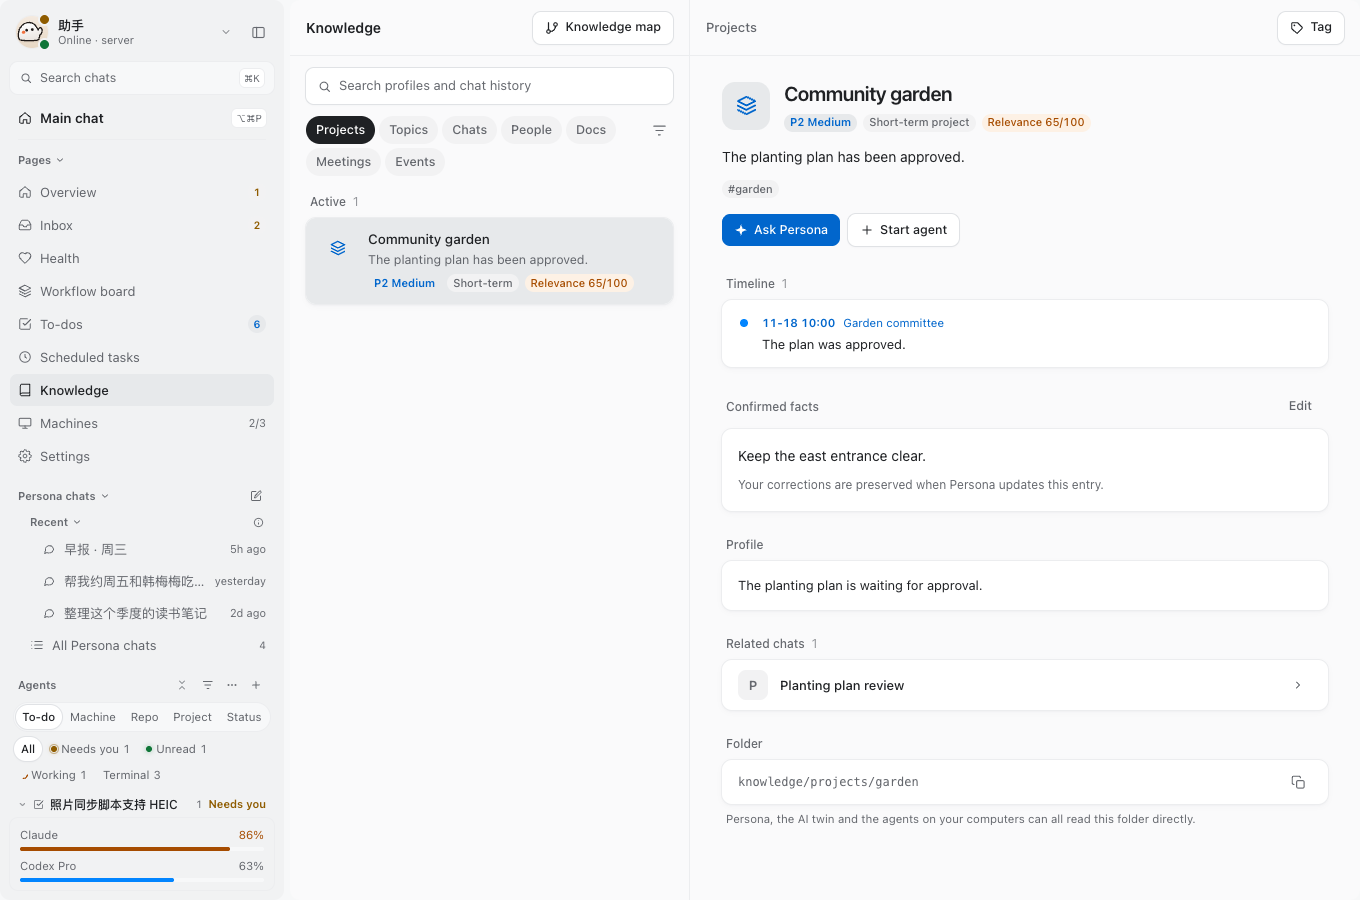 助手
Online · server
Search chats
⌘K
Main chat
⌥⌘P
Pages
Overview
1
Inbox
2
Health
Workflow board
To-dos
6
Scheduled tasks
Knowledge
Machines
2/3
Settings
Persona chats
Recent
早报 · 周三
5h ago
帮我约周五和韩梅梅吃...
yesterday
整理这个季度的读书笔记
2d ago
All Persona chats
4
Agents
To-do
Machine
Repo
Project
Status
All
Needs you 1
Unread 1
Working 1
Terminal 3
照片同步脚本支持 HEIC
1 Needs you
Claude
86%
Codex Pro
63%
Knowledge
Knowledge map
Search profiles and chat history
Projects
Topics
Chats
People
Docs
Meetings
Events
Active 1
Community garden
The planting plan has been approved.
P2 Medium
Short-term
Relevance 65/100
Projects
Tag
Community garden
P2 Medium
Short-term project
Relevance 65/100
The planting plan has been approved.
#garden
Ask Persona
Start agent
Timeline 1
11-18 10:00 Garden committee
The plan was approved.
Confirmed facts
Edit
Keep the east entrance clear.
Your corrections are preserved when Persona updates this entry.
Profile
The planting plan is waiting for approval.
Related chats 1
P
Planting plan review
Folder
knowledge/projects/garden
Persona, the AI twin and the agents on your computers can all read this folder directly.